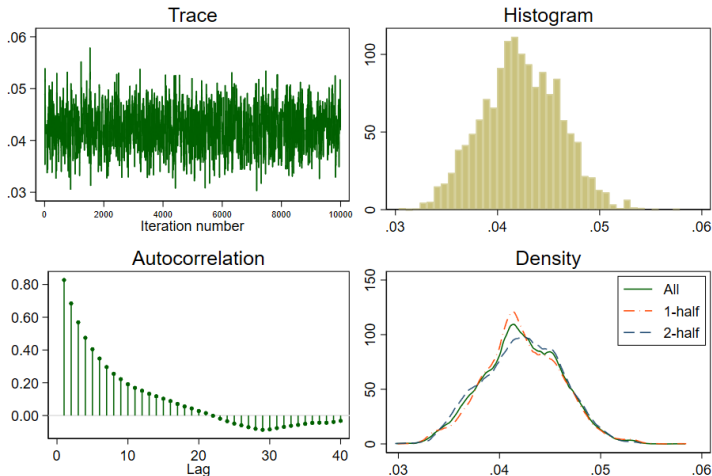 Trace
.06
.05
.04
.03
0 2000 4000 6000 8000 10000
Iteration number
Histogram
100
50
0
.03 .04 .05 .06
Autocorrelation
0.80
0.60
0.40
0.20
0.00
0 10 20 30 40
Lag
Density
150
100
50
0
All
1-half
2-half
.03 .04 .05 .06